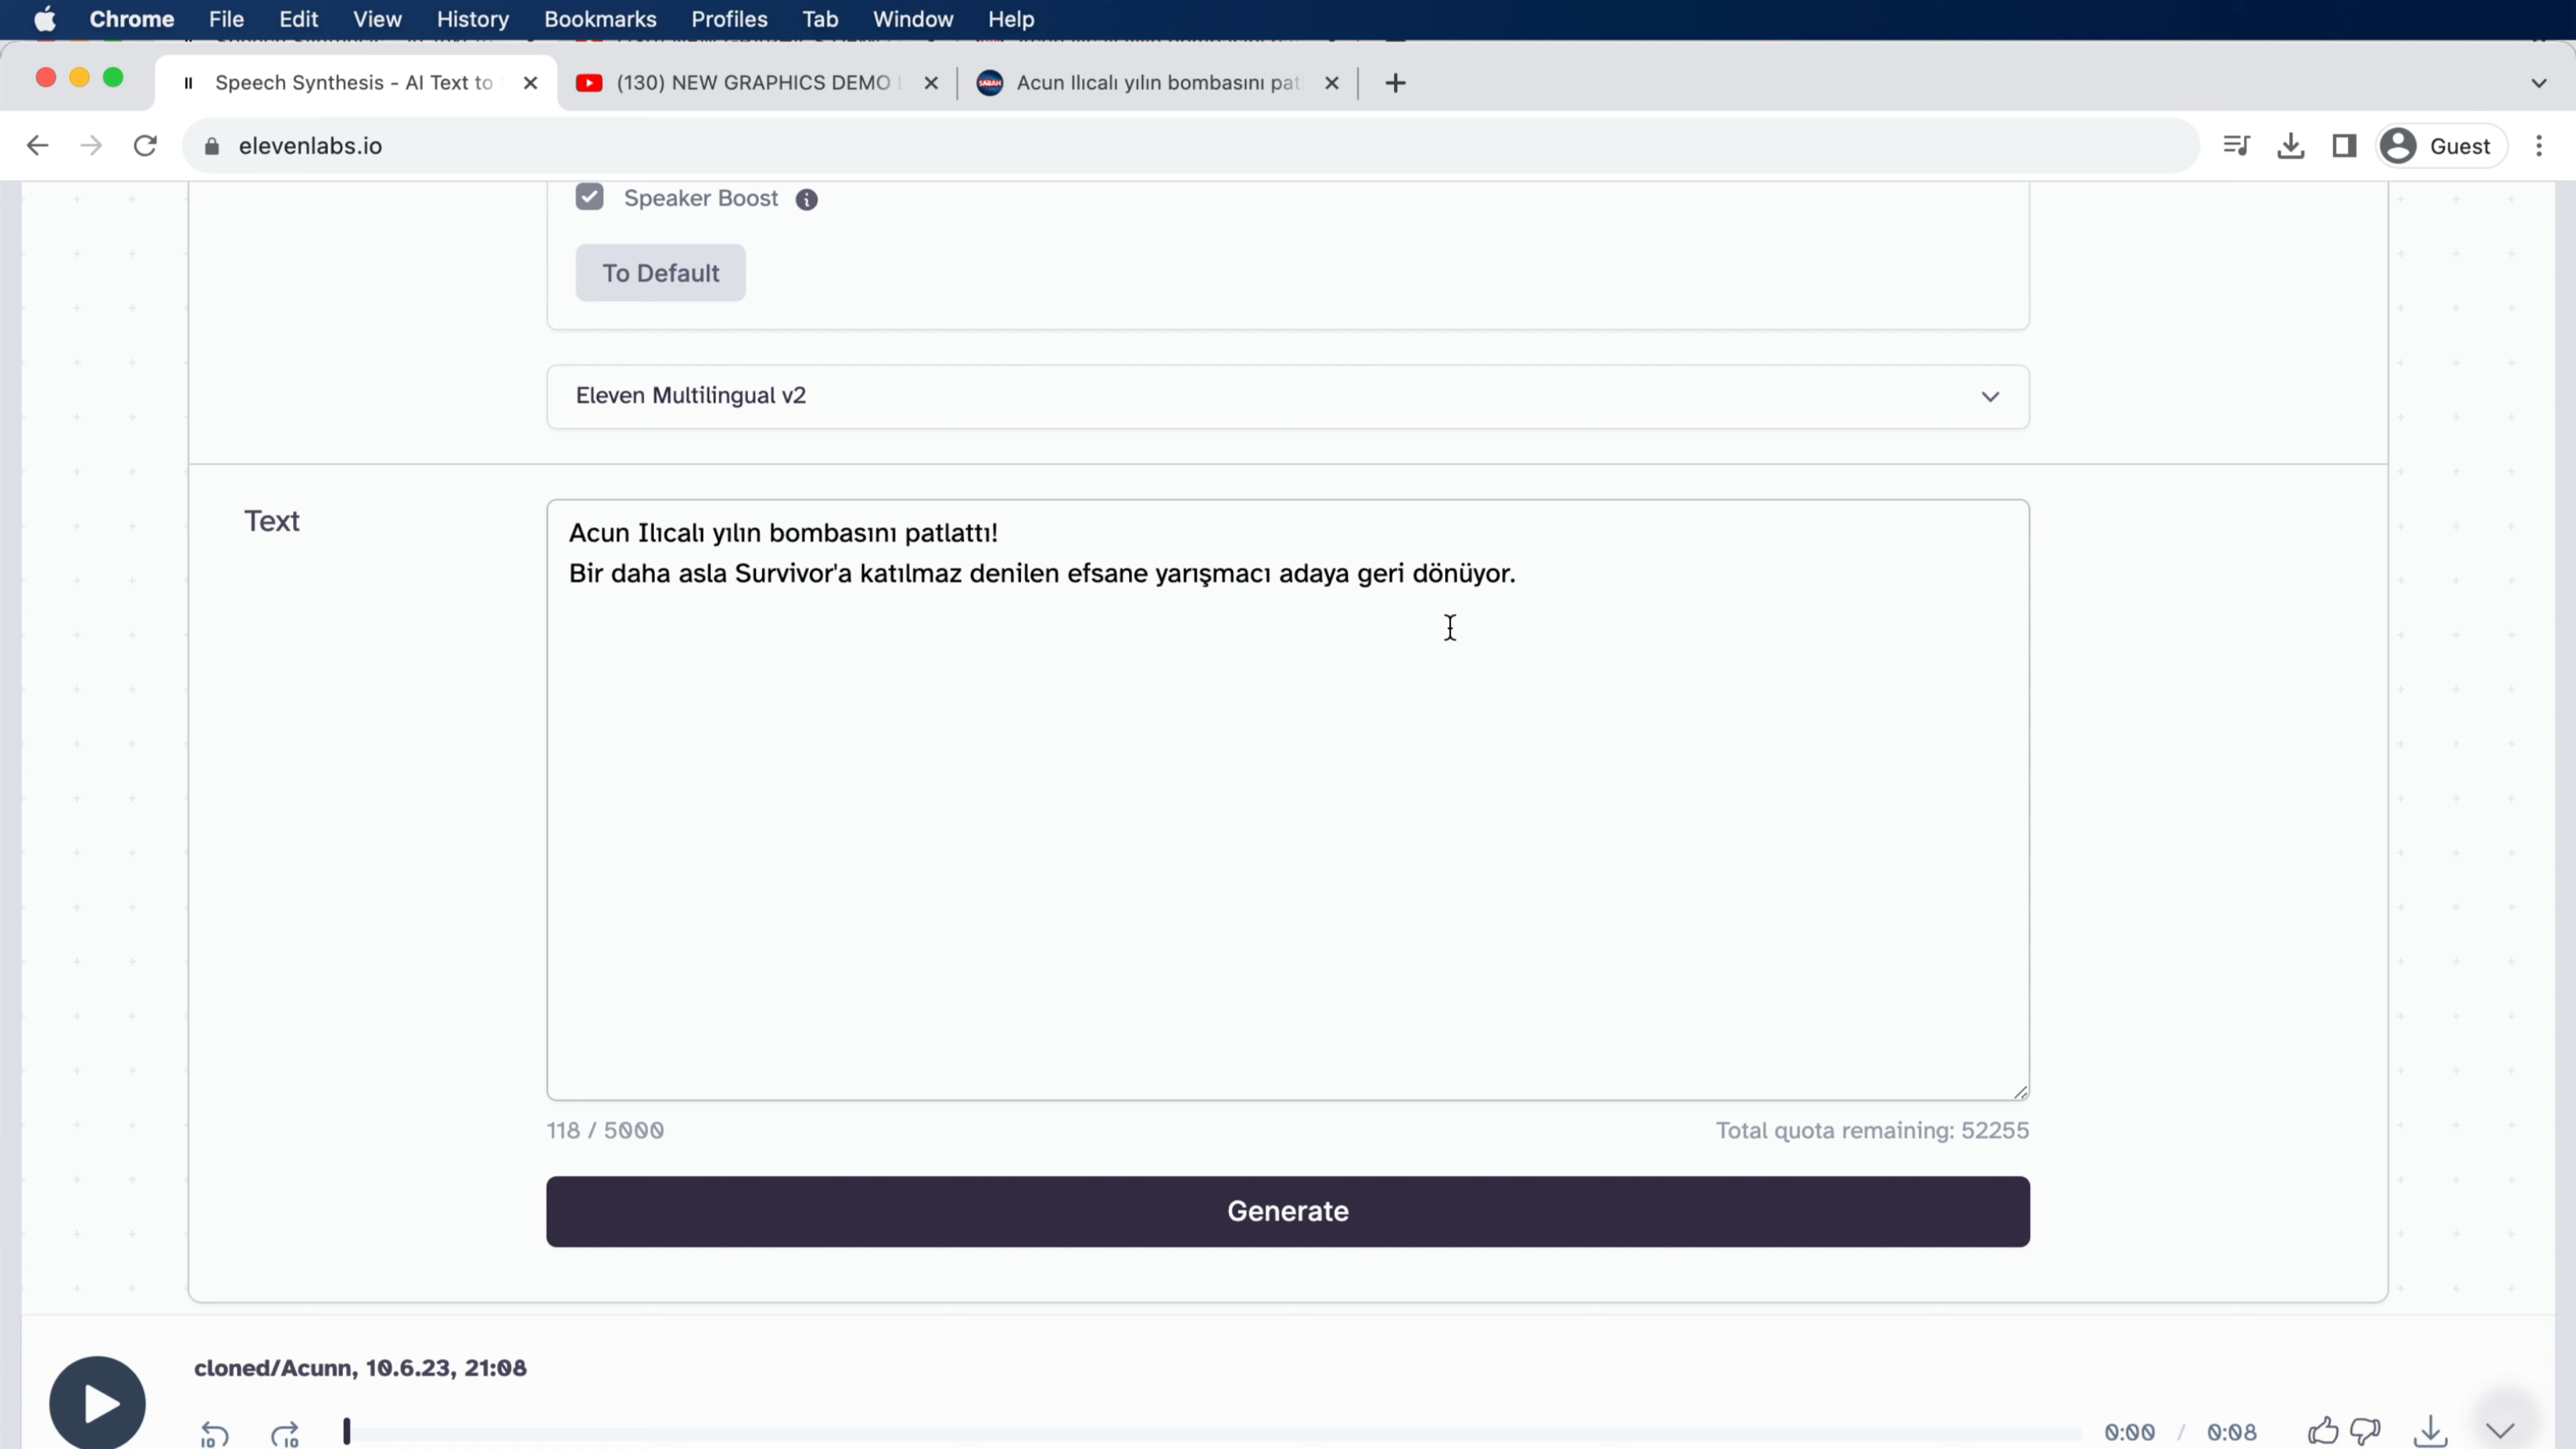 Chrome File Edit View History Bookmarks Profiles Tab Window Help
Speech Synthesis - AI Text to
(130) NEW GRAPHICS DEMO
SABAH
Acun Ilıcalı yılın bombasını pat
elevenlabs.io
Guest
Speaker Boost
To Default
Eleven Multilingual v2
Text
Acun Ilıcalı yılın bombasını patlattı!
Bir daha asla Survivor'a katılmaz denilen efsane yarışmacı adaya geri dönüyor.
118 / 5000
Total quota remaining: 52255
Generate
cloned/Acunn, 10.6.23, 21:08
10 10
0:00 / 0:08